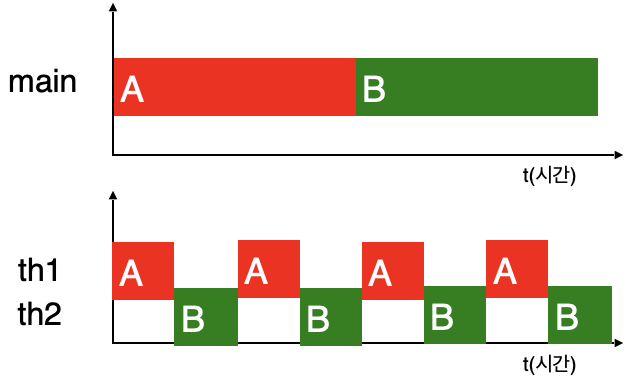 main A B
t(시간)
th1 A A A A
th2 B B B B
t(시간)